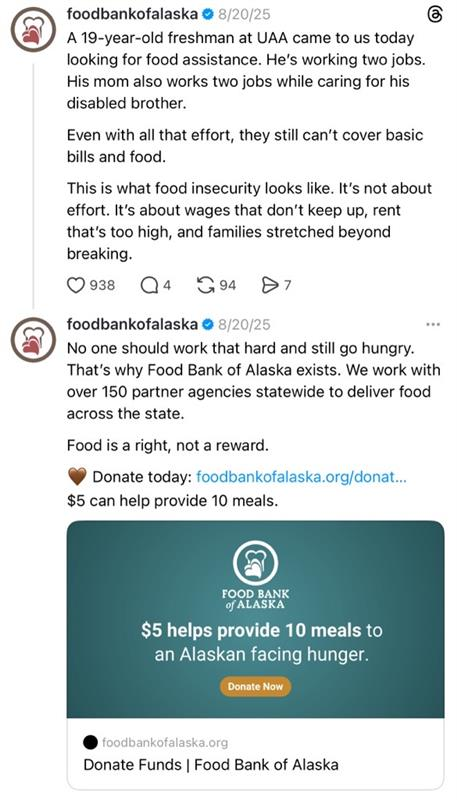 foodbankofalaska 8/20/25
A 19-year-old freshman at UAA came to us today
looking for food assistance. He’s working two jobs.
His mom also works two jobs while caring for his
disabled brother.
Even with all that effort, they still can’t cover basic
bills and food.
This is what food insecurity looks like. It’s not about
effort. It’s about wages that don’t keep up, rent
that’s too high, and families stretched beyond
breaking.
938 4 94 7
foodbankofalaska 8/20/25
No one should work that hard and still go hungry.
That’s why Food Bank of Alaska exists. We work with
over 150 partner agencies statewide to deliver food
across the state.
Food is a right, not a reward.
🤎 Donate today: foodbankofalaska.org/donat...
$5 can help provide 10 meals.
FOOD BANK
of ALASKA
$5 helps provide 10 meals to
an Alaskan facing hunger.
Donate Now
foodbankofalaska.org
Donate Funds | Food Bank of Alaska